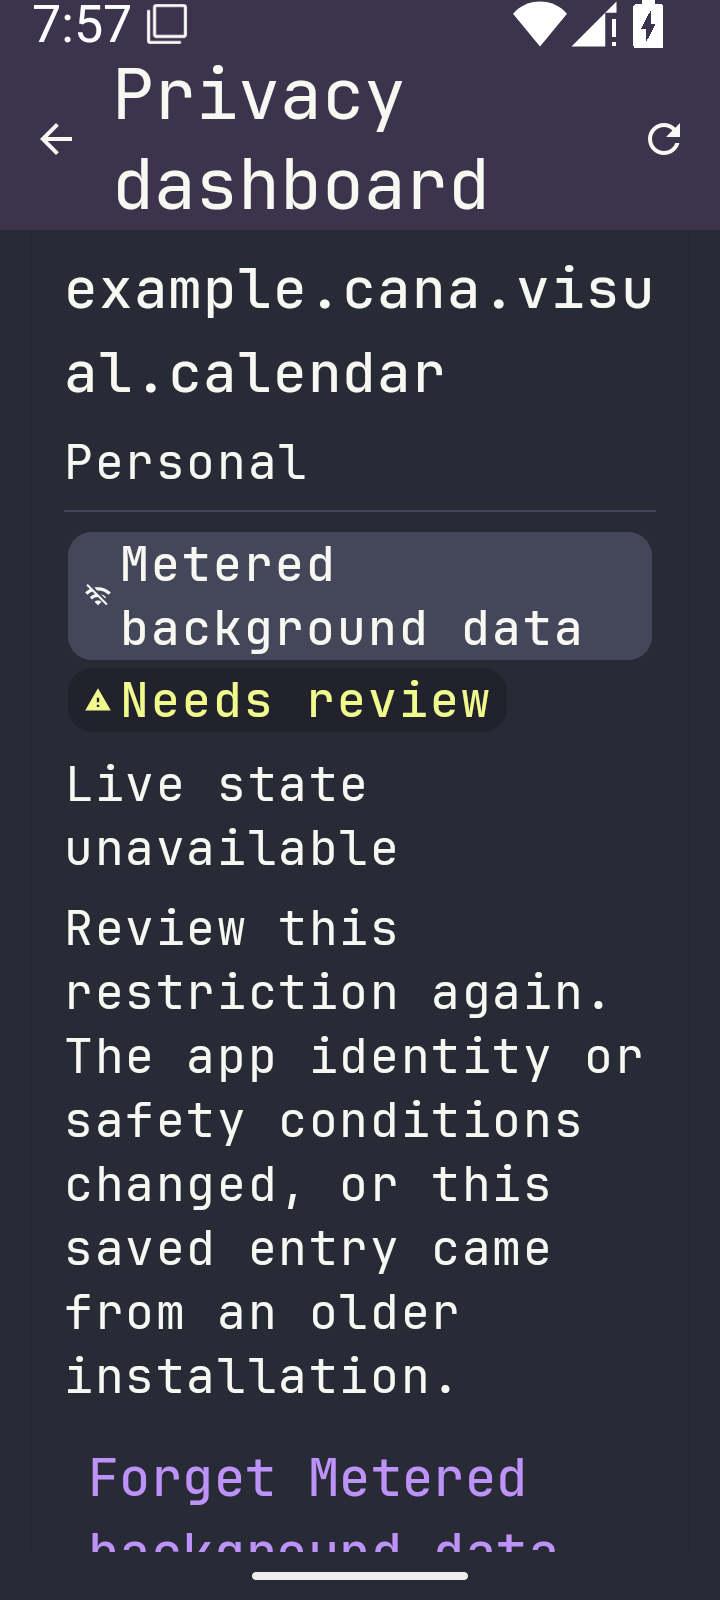 7:57
Privacy
dashboard
example.cana.visu
al.calendar
Personal
Metered
background data
Needs review
Live state
unavailable
Review this
restriction again.
The app identity or
safety conditions
changed, or this
saved entry came
from an older
installation.
Forget Metered
background data